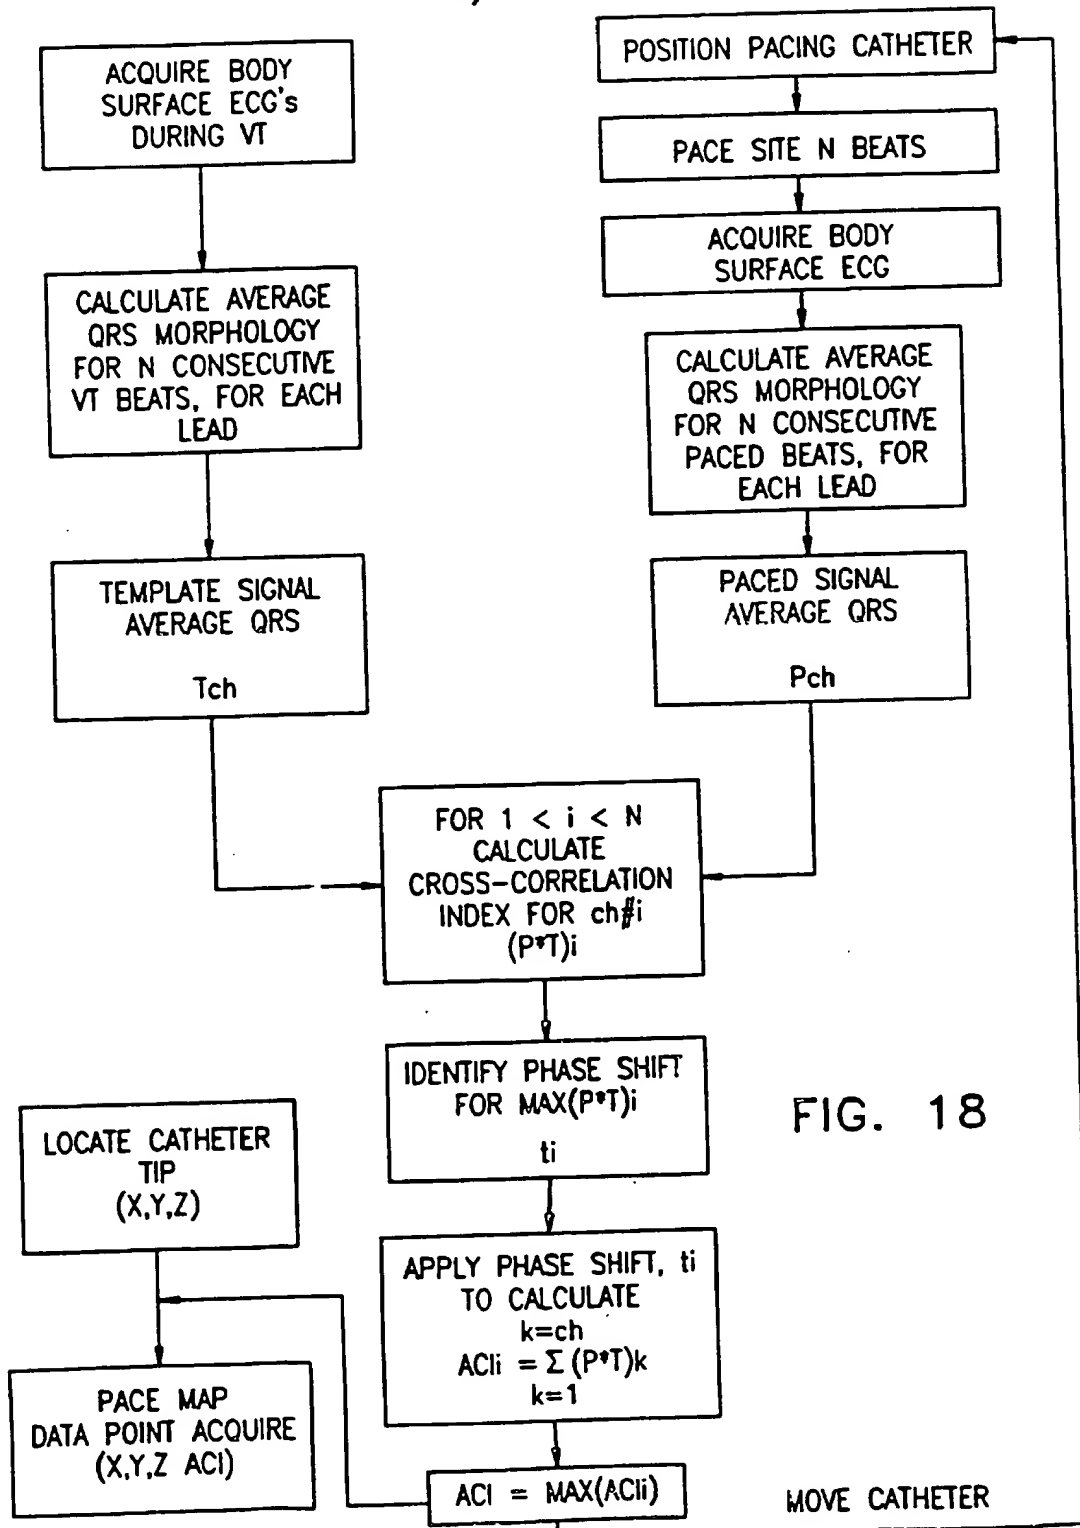 ACQUIRE BODY
SURFACE ECG's
DURING VT
CALCULATE AVERAGE
QRS MORPHOLOGY
FOR N CONSECUTIVE
VT BEATS, FOR EACH
LEAD
TEMPLATE SIGNAL
AVERAGE QRS
Tch
POSITION PACING CATHETER
PACE SITE N BEATS
ACQUIRE BODY
SURFACE ECG
CALCULATE AVERAGE
QRS MORPHOLOGY
FOR N CONSECUTIVE
PACED BEATS, FOR
EACH LEAD
PACED SIGNAL
AVERAGE QRS
Pch
FOR 1 < i < N
CALCULATE
CROSS-CORRELATION
INDEX FOR ch#i
(P*T)i
IDENTIFY PHASE SHIFT
FOR MAX(P*T)i
ti
APPLY PHASE SHIFT, ti
TO CALCULATE
k=ch
ACIi = Σ (P*T)k
k=1
ACI = MAX(ACIi)
LOCATE CATHETER
TIP
(X,Y,Z)
PACE MAP
DATA POINT ACQUIRE
(X,Y,Z ACI)
FIG. 18
MOVE CATHETER